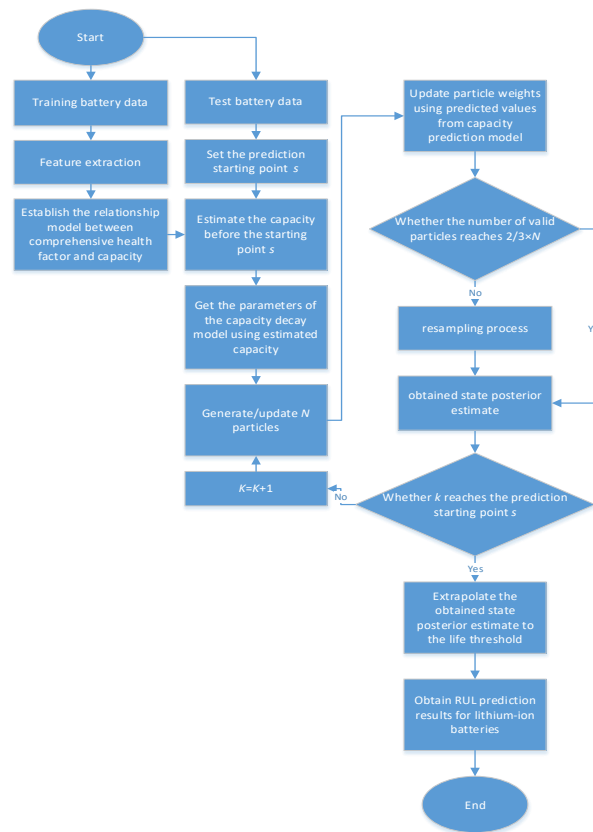 Start
Training battery data
Feature extraction
Establish the relationship
model between
comprehensive health
factor and capacity
Test battery data
Set the prediction
starting point s
Estimate the capacity
before the starting
point s
Get the parameters of
the capacity decay
model using estimated
capacity
Generate/update N
particles
K=K+1
Update particle weights
using predicted values
from capacity
prediction model
Whether the number of valid
particles reaches 2/3×N
No
Y
resampling process
obtained state posterior
estimate
Whether k reaches the prediction
starting point s
No
Yes
Extrapolate the
obtained state
posterior estimate to
the life threshold
Obtain RUL prediction
results for lithium-ion
batteries
End